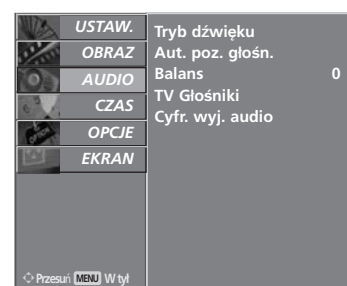 USTAW.
OBRAZ
AUDIO
CZAS
OPCJE
EKRAN
Tryb dźwięku
Aut. poz. głośn.
Balans 0
TV Głośniki
Cyfr. wyj. audio
Przesuń MENU W tył